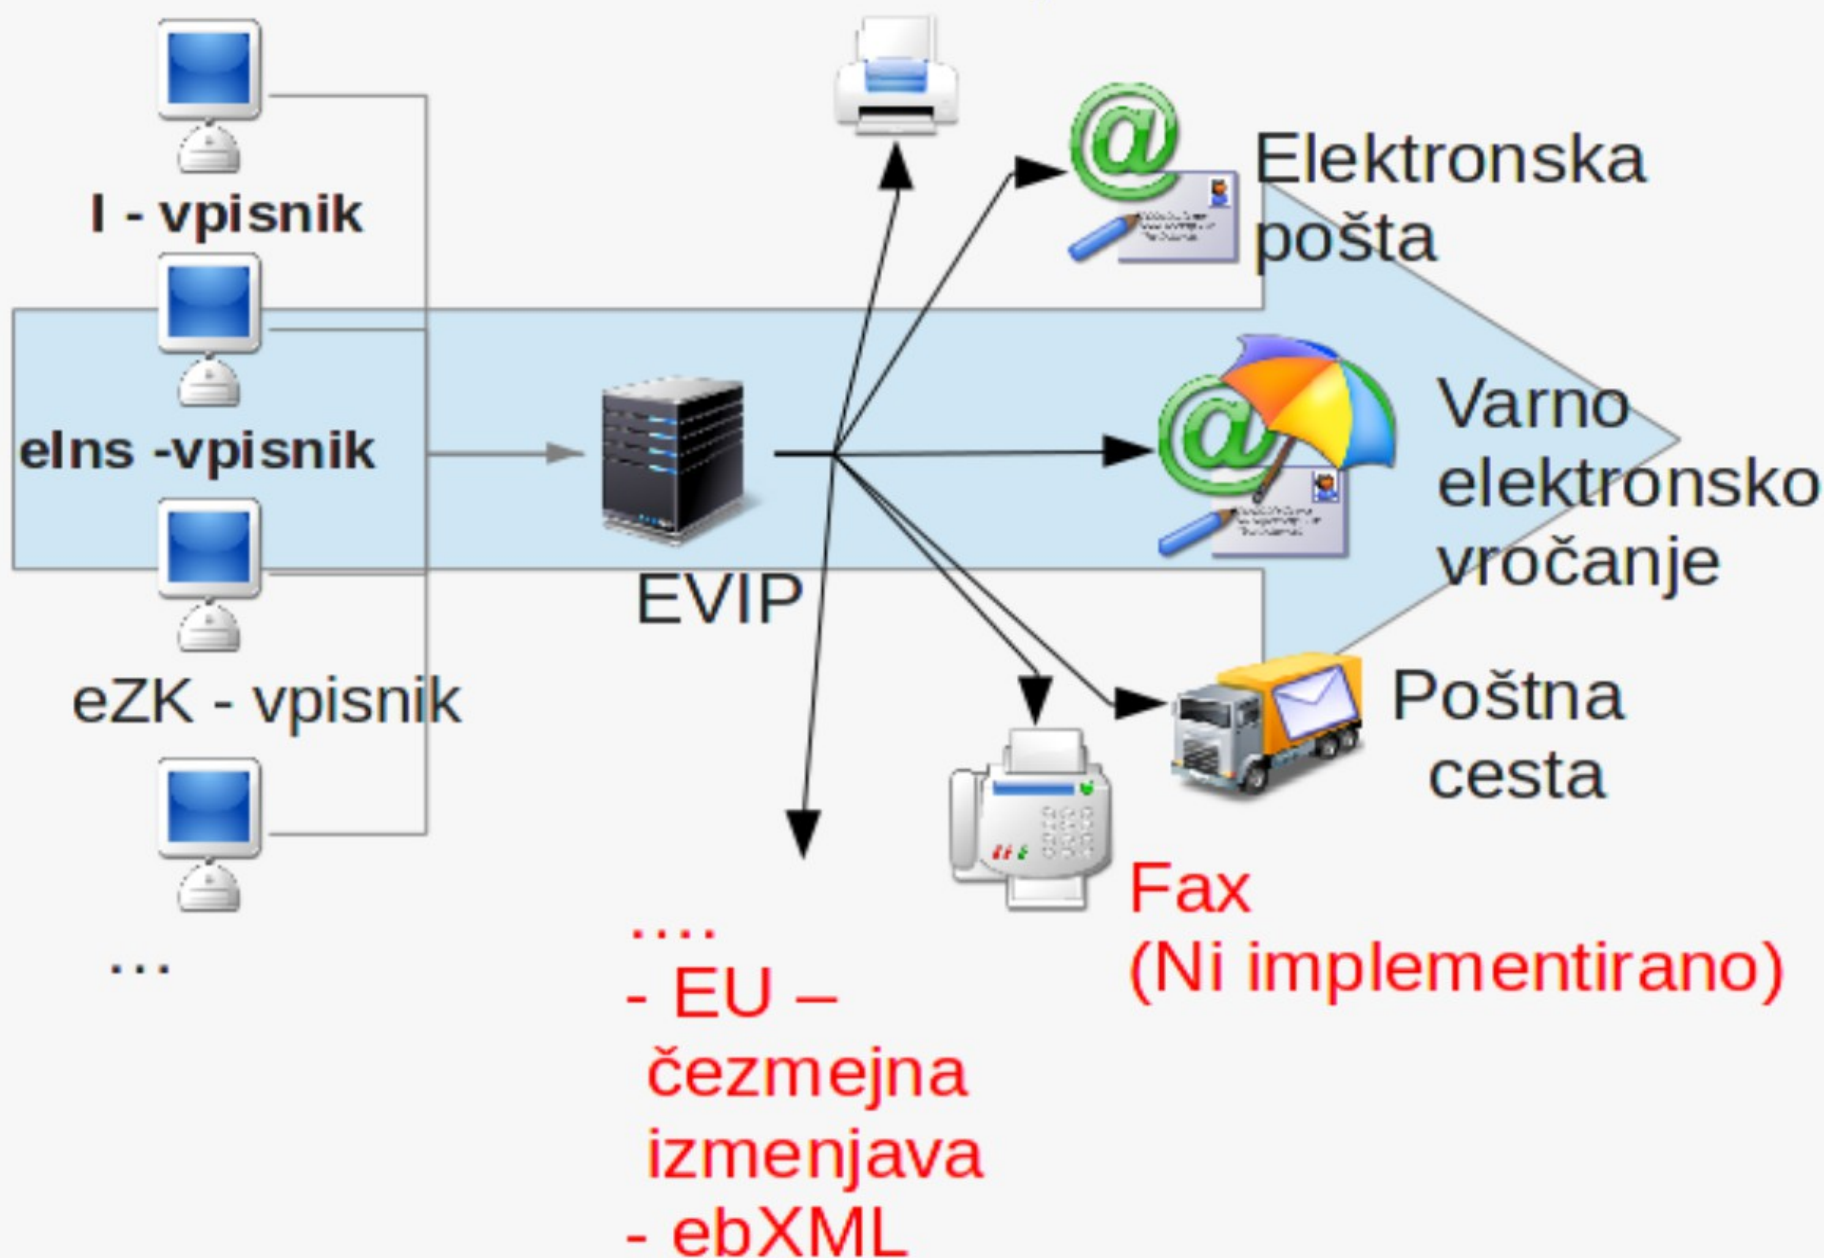 I - vpisnik
eIns -vpisnik
eZK - vpisnik
...
EVIP
Elektronska
pošta
Varno
elektronsko
vročanje
Poštna
cesta
Fax
(Ni implementirano)
....
- EU –
čezmejna
izmenjava
- ebXML